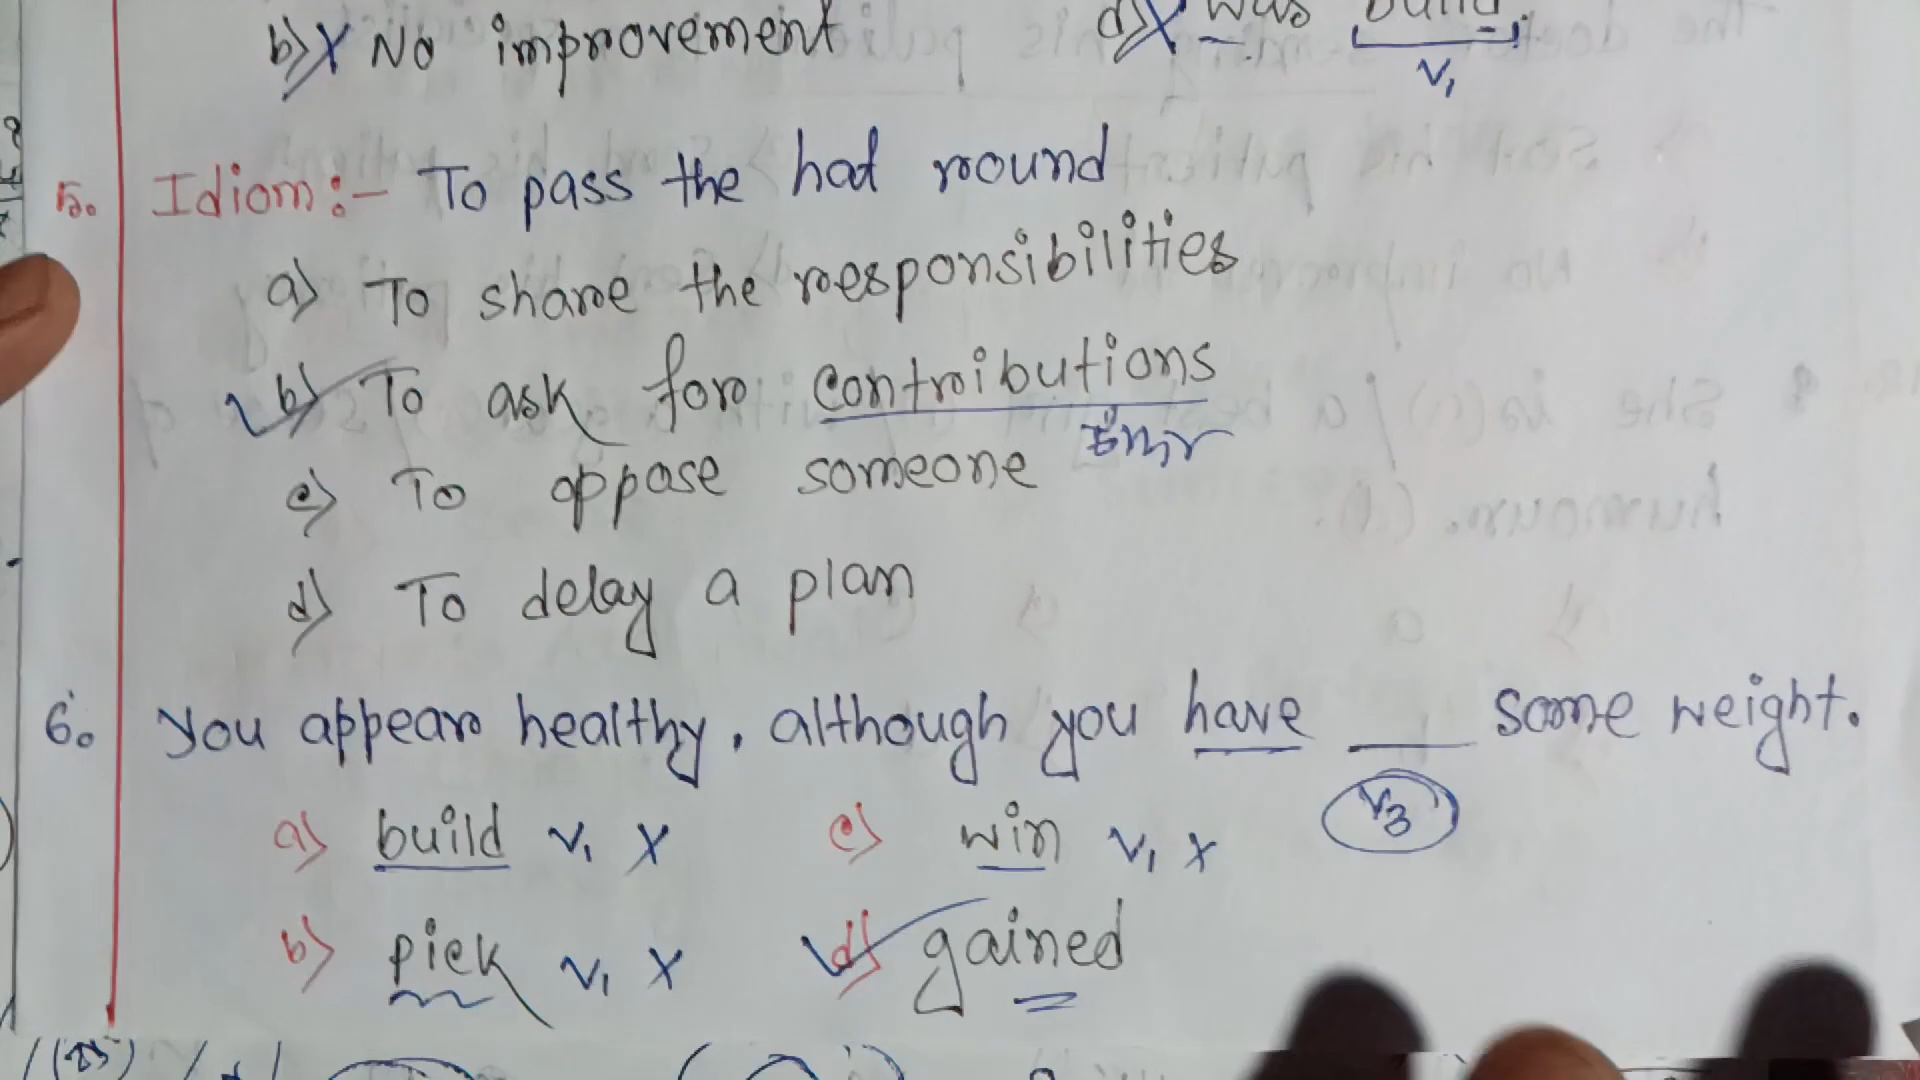 b) X No improvement d) X was build.
V₁
5. Idiom:- To pass the hat round
a) To share the responsibilities
b) To ask for contributions
c) To oppose someone
d) To delay a plan
6. You appear healthy, although you have ___ some weight.
V3
a) build V₁ X c) win V₁ X
b) pick V₁ X d) gained